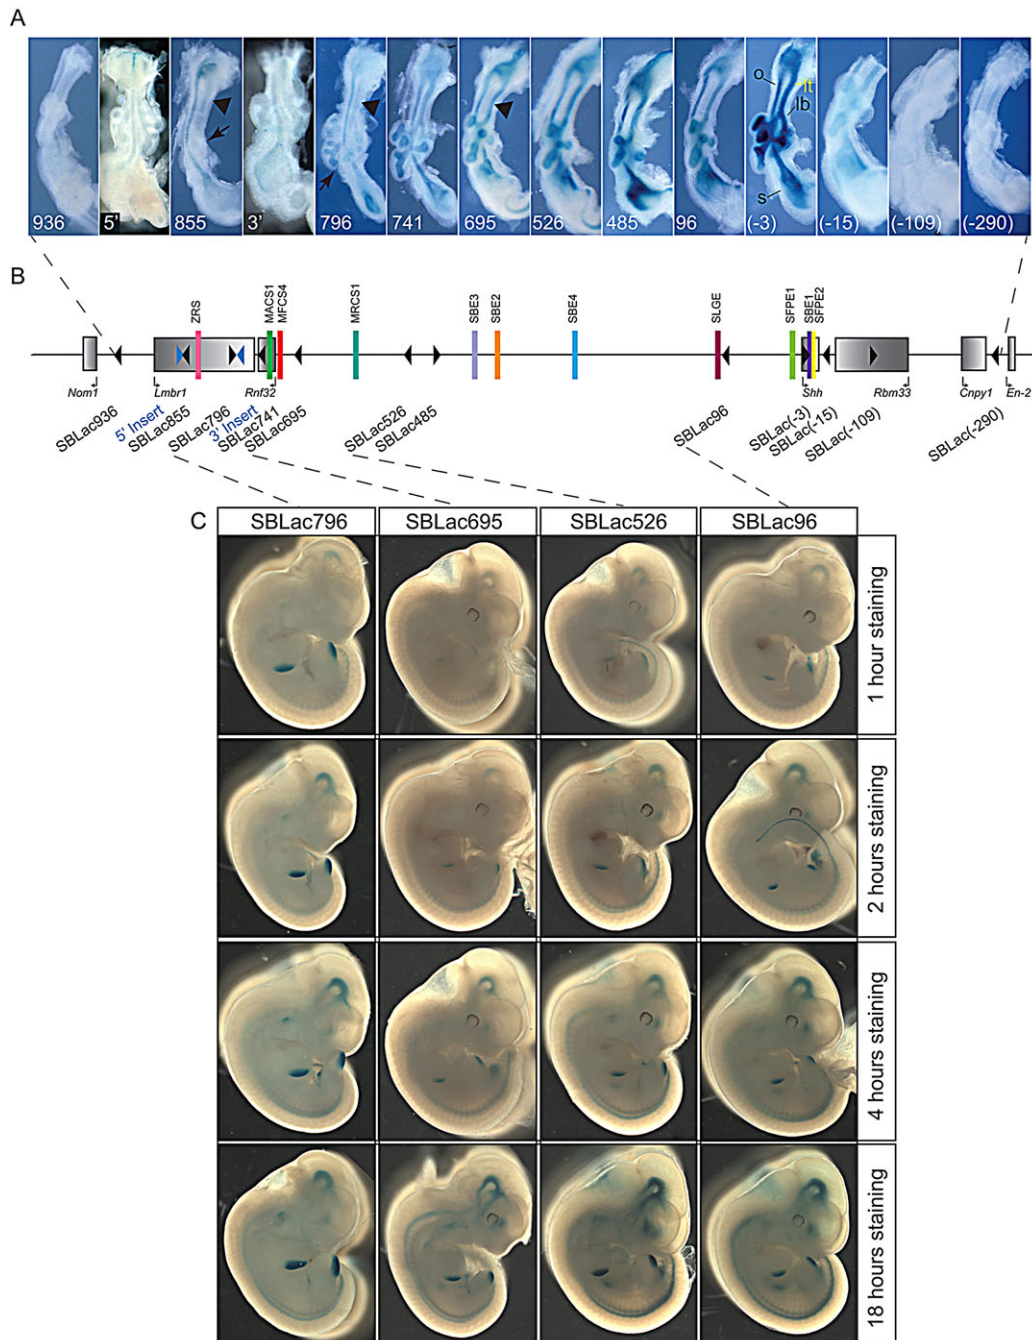 A
o
lt
lb
s
936 5' 855 3' 796 741 695 526 485 96 (-3) (-15) (-109) (-290)
B
ZRS MACS1 MFCS4 MRCS1 SBE3 SBE2 SBE4 SLGE SFPE1 SBE1 SFPE2
Nom1 Lmbr1 Rnf32 Shh Rbm33 Cnpy1 En-2
SBLac936 5' Insert SBLac855 SBLac796 3' Insert SBLac741 SBLac695 SBLac526 SBLac485 SBLac96 SBLac(-3) SBLac(-15) SBLac(-109) SBLac(-290)
C
SBLac796 SBLac695 SBLac526 SBLac96
1 hour staining
2 hours staining
4 hours staining
18 hours staining